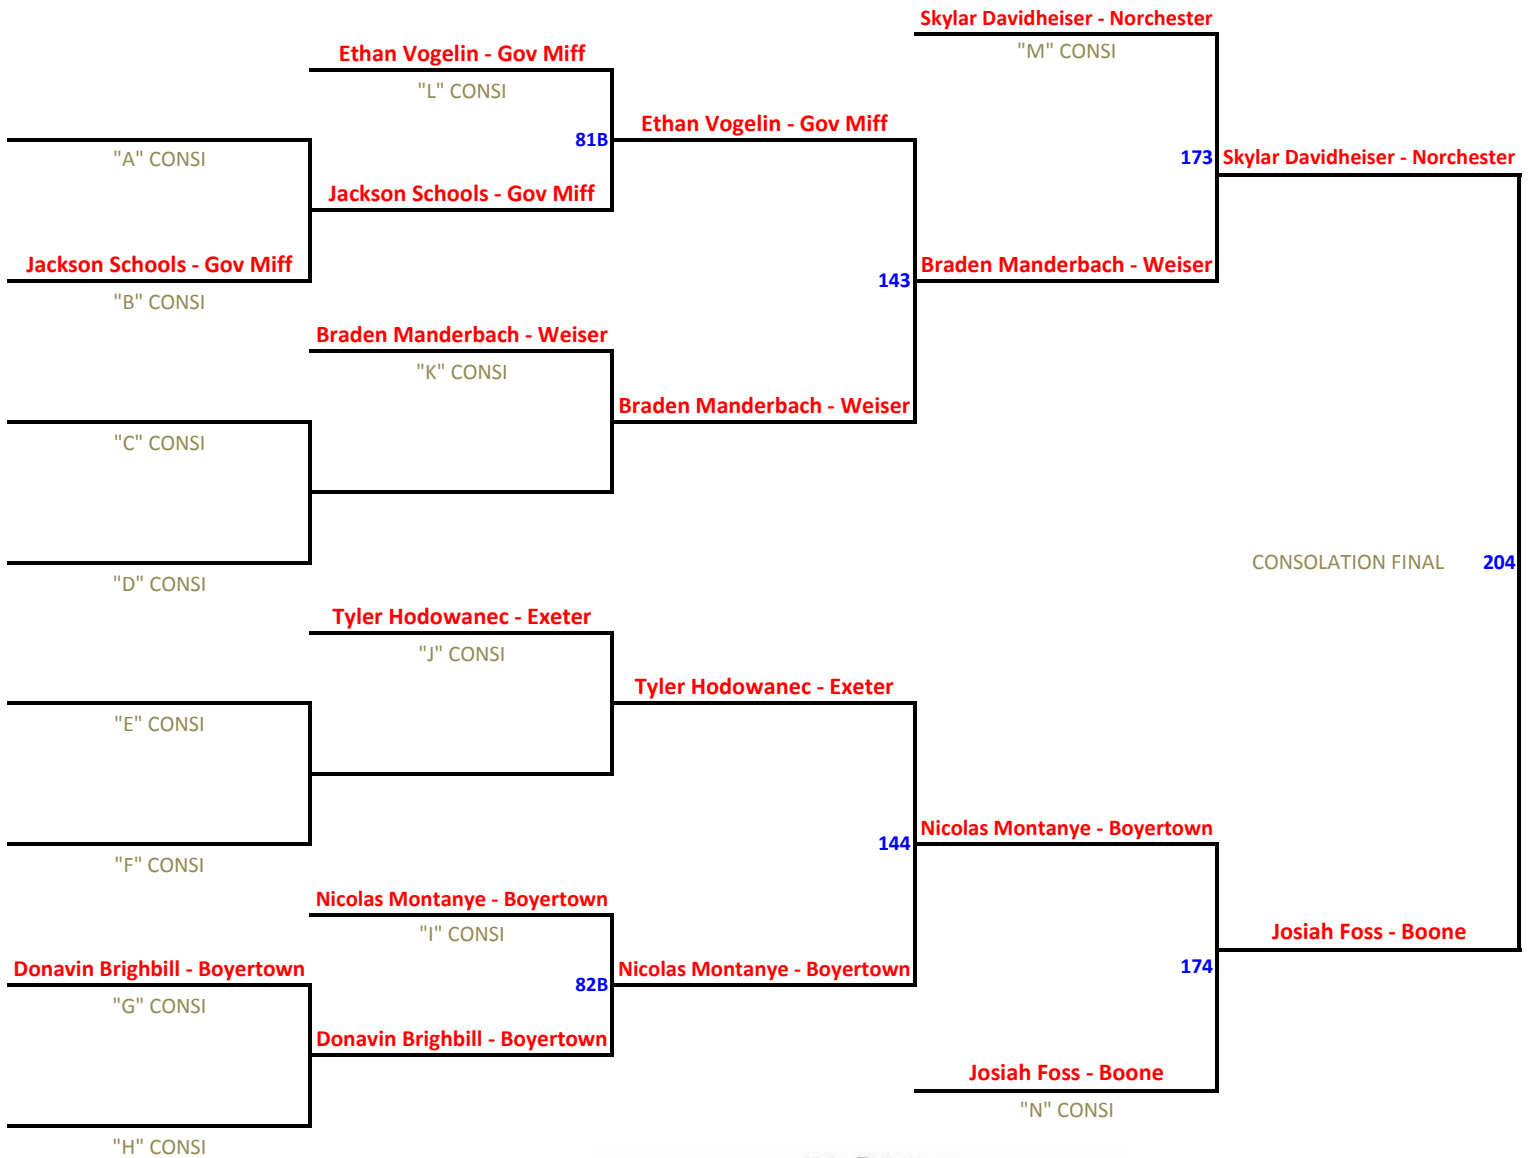 Skylar Davidheiser - Norchester
"M" CONSI
Ethan Vogelin - Gov Miff
"L" CONSI
Ethan Vogelin - Gov Miff
81B
"A" CONSI
173
Skylar Davidheiser - Norchester
Jackson Schools - Gov Miff
Jackson Schools - Gov Miff
"B" CONSI
143
Braden Manderbach - Weiser
Braden Manderbach - Weiser
"K" CONSI
Braden Manderbach - Weiser
"C" CONSI
CONSOLATION FINAL
204
"D" CONSI
Tyler Hodowanec - Exeter
"J" CONSI
Tyler Hodowanec - Exeter
"E" CONSI
Nicolas Montanye - Boyertown
144
"F" CONSI
Nicolas Montanye - Boyertown
"I" CONSI
Josiah Foss - Boone
Donavin Brighbill - Boyertown
"G" CONSI
82B
Nicolas Montanye - Boyertown
174
Donavin Brighbill - Boyertown
Josiah Foss - Boone
"N" CONSI
"H" CONSI